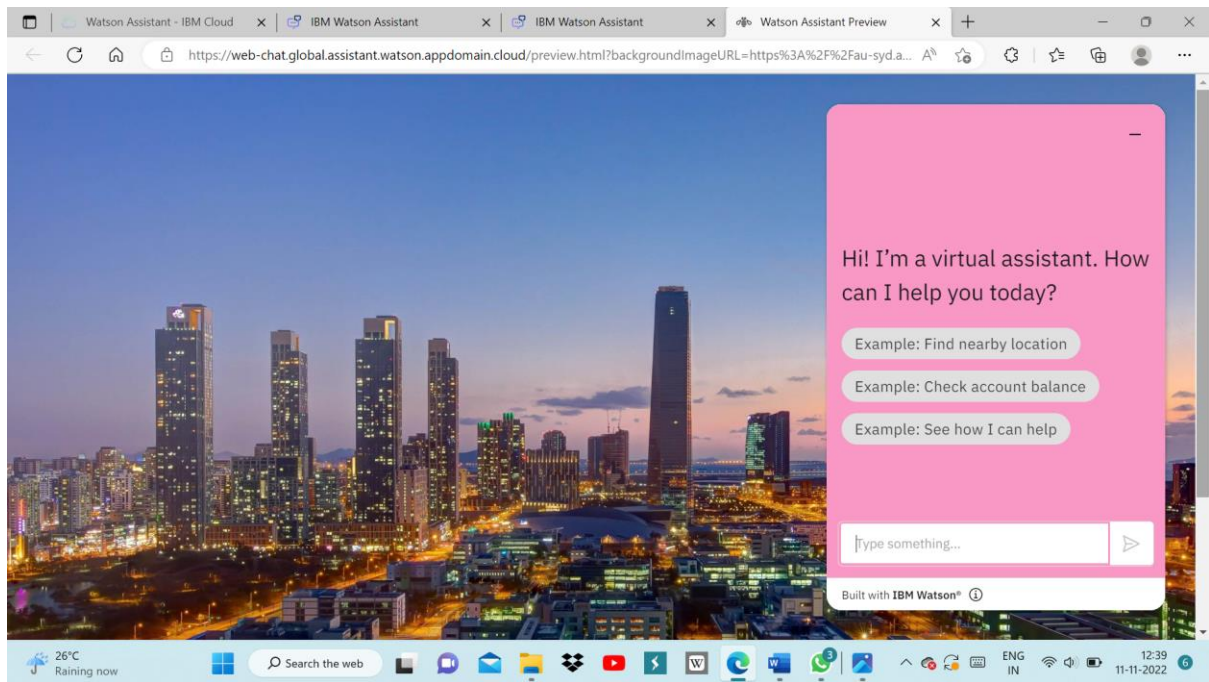 Watson Assistant - IBM Cloud
IBM Watson Assistant
IBM Watson Assistant
Watson Assistant Preview
https://web-chat.global.assistant.watson.appdomain.cloud/preview.html?backgroundImageURL=https%3A%2F%2Fau-syd.a...
Hi! I'm a virtual assistant. How
can I help you today?
Example: Find nearby location
Example: Check account balance
Example: See how I can help
Type something...
Built with IBM Watson®
26°C
Raining now
Search the web
W
3
ENG
IN
12:39
11-11-2022
6